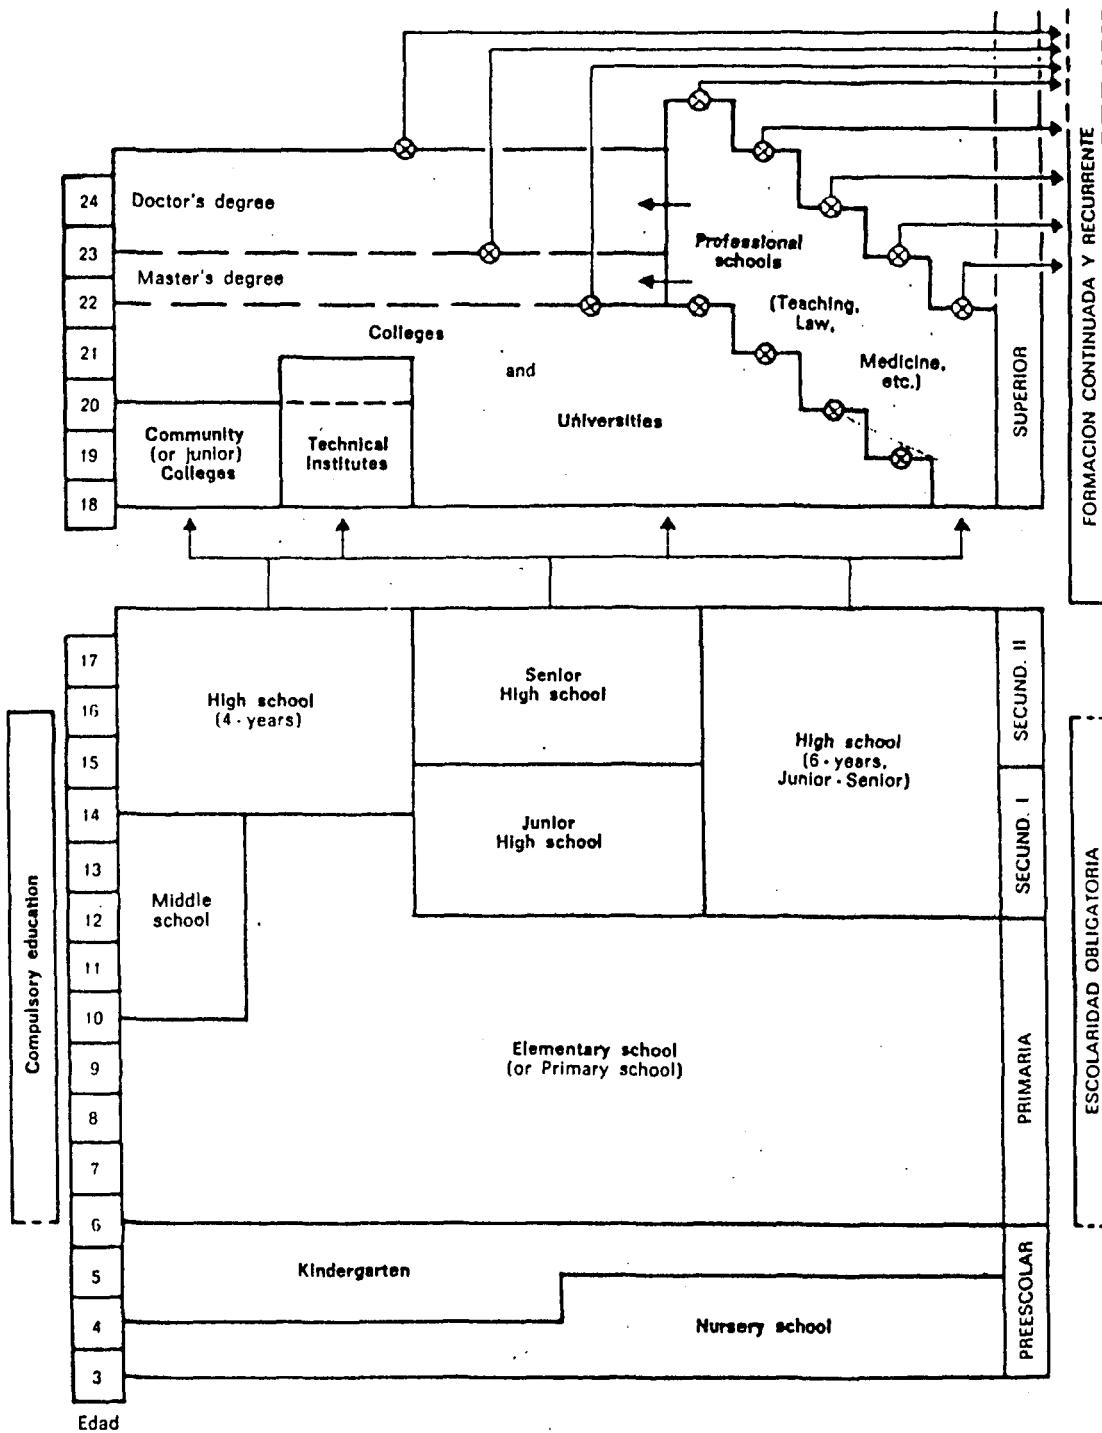 24
23
22
21
20
19
18
Doctor's degree
Master's degree
Colleges
and
Universities
Community
(or junior)
Colleges
Technical
Institutes
Professional
schools
(Teaching,
Law,
Medicine,
etc.)
SUPERIOR
FORMACION CONTINUADA Y RECURRENTE
17
16
15
14
13
12
11
10
9
8
7
6
5
4
3
Edad
Compulsory education
High school
(4 - years)
Senior
High school
High school
(6 - years,
Junior - Senior)
Junior
High school
Middle
school
Elementary school
(or Primary school)
Kindergarten
Nursery school
SECUND. II
SECUND. I
PRIMARIA
PREESCOLAR
ESCOLARIDAD OBLIGATORIA